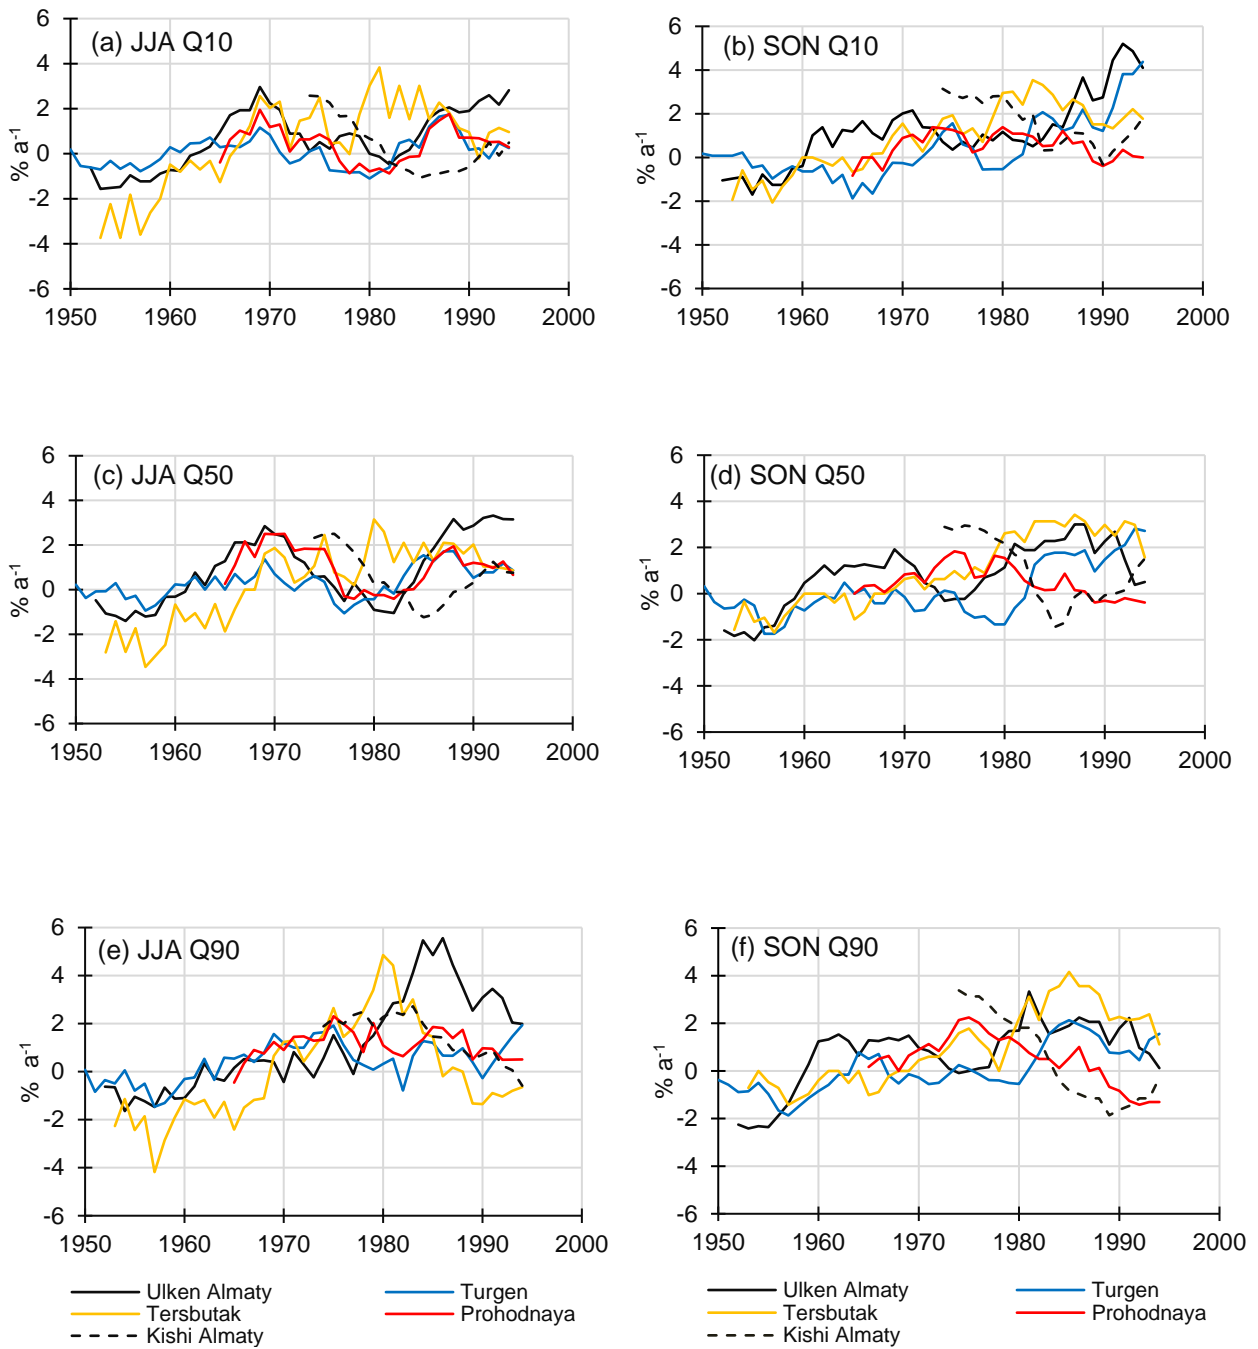 (a) JJA Q10
6
4
2
0
-2
-4
-6
% a-1
1950 1960 1970 1980 1990 2000
(b) SON Q10
6
4
2
0
-2
-4
-6
% a-1
1950 1960 1970 1980 1990 2000
(c) JJA Q50
6
4
2
0
-2
-4
-6
% a-1
1950 1960 1970 1980 1990 2000
(d) SON Q50
6
4
2
0
-2
-4
-6
% a-1
1950 1960 1970 1980 1990 2000
(e) JJA Q90
6
4
2
0
-2
-4
-6
% a-1
1950 1960 1970 1980 1990 2000
(f) SON Q90
6
4
2
0
-2
-4
-6
% a-1
1950 1960 1970 1980 1990 2000
Ulken Almaty Turgen
Tersbutak Prohodnaya
Kishi Almaty
Ulken Almaty Turgen
Tersbutak Prohodnaya
Kishi Almaty